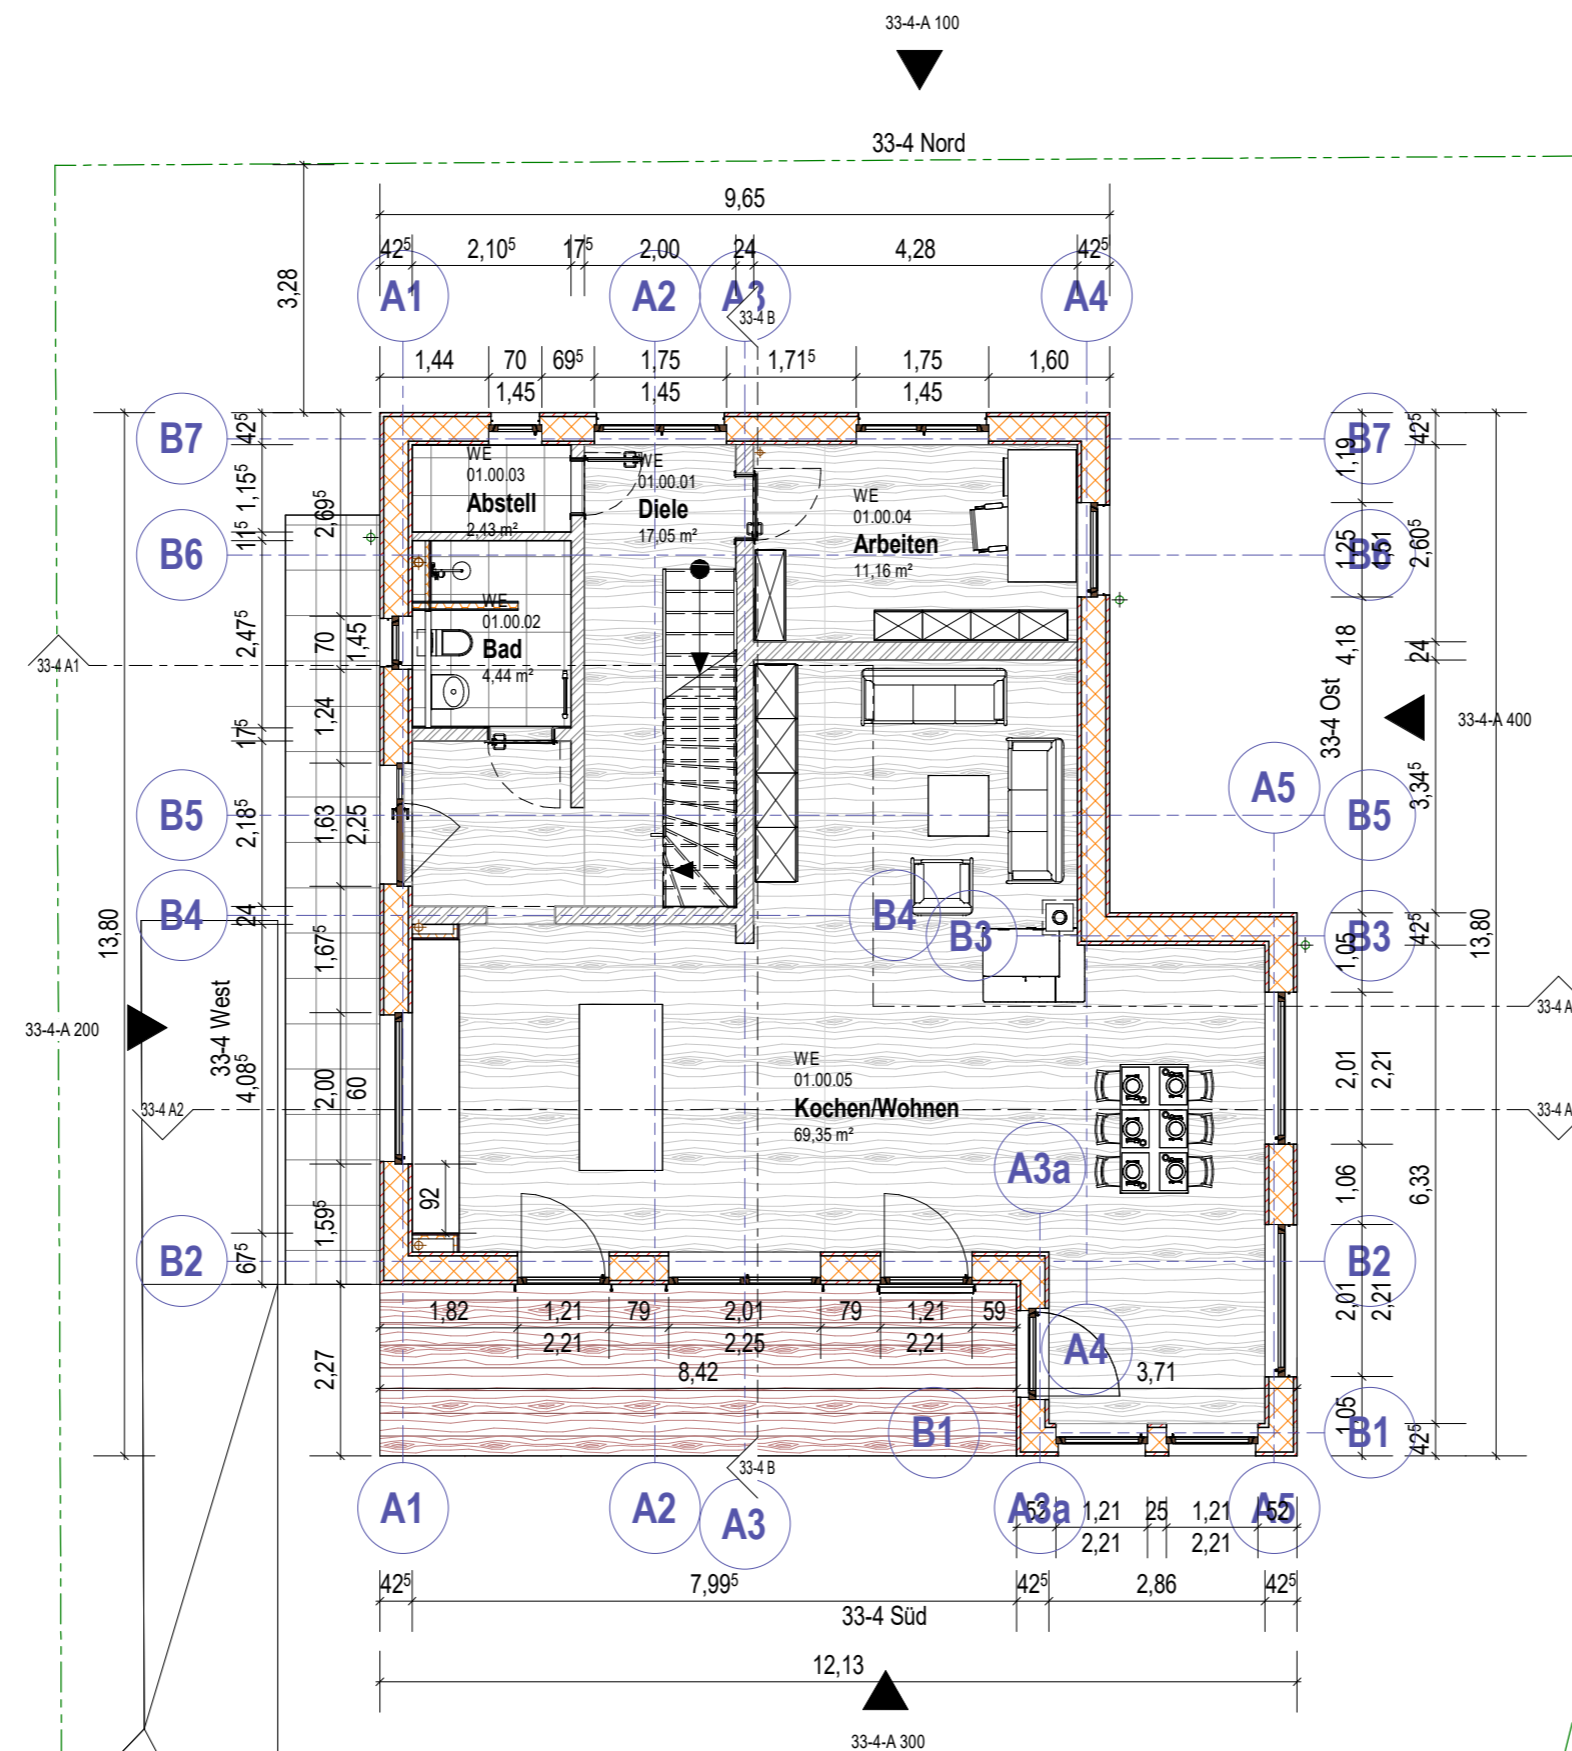 33-4-A 100
33-4 Nord
9,65
42⁵ 2,10⁵ 17⁵ 2,00 24 4,28 42⁵
3,28
A1 A2 A3 A4
33-4 B
1,44 70 69⁵ 1,75 1,71⁵ 1,75 1,60
1,45 1,45 1,45
B7 42⁵ 1,19 B7 42⁵
WE
01.00.03
Abstell
2,43 m²
WE
01.00.01
Diele
17,05 m²
WE
01.00.04
Arbeiten
11,16 m²
1,15⁵ 2,69⁵
11⁵
B6
1,25 1,51 2,60⁵
B6
WE
01.00.02
Bad
4,44 m²
2,47⁵ 70 1,45
33-4 A1
4,18 24
33-4 Ost
33-4-A 400
17⁵ 1,24
A5
B5 2,18⁵ 1,63 2,25
B5 3,34⁵
B4 24
B4 B3
B3 42⁵
13,80
1,67⁵
1,05
13,80
33-4-A 200
33-4 West
33-4 A
4,08⁵ 2,00 60
WE
01.00.05
Kochen/Wohnen
69,35 m²
2,01 2,21
33-4 A2
33-4 A
A3a
92
1,06 6,33
B2 67⁵ 1,59⁵
B2
2,01 2,21
1,82 1,21 79 2,01 79 1,21 59
2,21 2,25 2,21
2,27
8,42
A4
3,71
B1
1,05 B1 42⁵
33-4 B
A1 A2 A3 A3a A5
52 1,21 25 1,21 52
2,21 2,21
42⁵ 7,99⁵ 42⁵ 2,86 42⁵
33-4 Süd
12,13
33-4-A 300